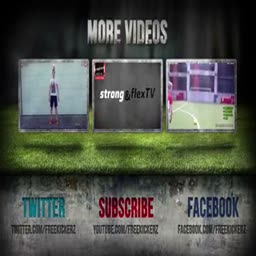 MORE VIDEOS
strong&flexTV
TWITTER SUBSCRIBE FACEBOOK
TWITTER.COM/FREEKICKERZ YOUTUBE.COM/FREEKICKERZ FACEBOOK.COM/FREEKICKERZ